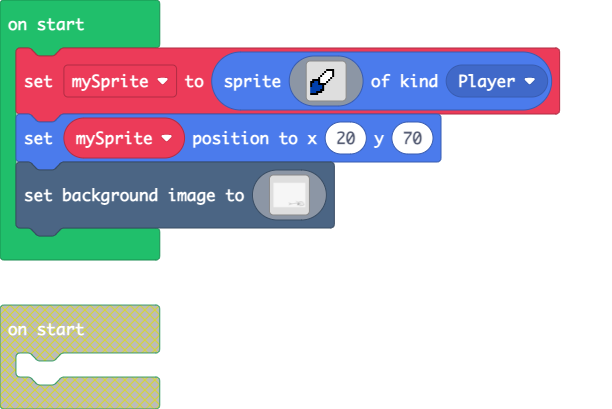 on start
set mySprite to sprite of kind Player
set mySprite position to x 20 y 70
set background image to
on start